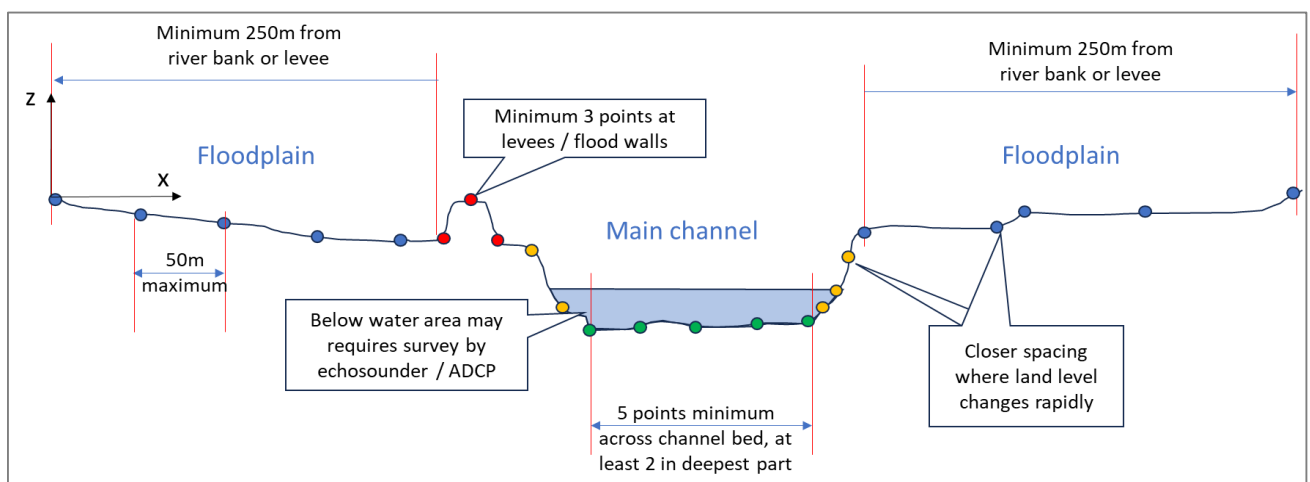 Minimum 250m from
river bank or levee
Minimum 250m from
river bank or levee
Z
Minimum 3 points at
levees / flood walls
Floodplain
Floodplain
X
Main channel
50m
maximum
Below water area may
requires survey by
echosounder / ADCP
Closer spacing
where land level
changes rapidly
5 points minimum
across channel bed, at
least 2 in deepest part